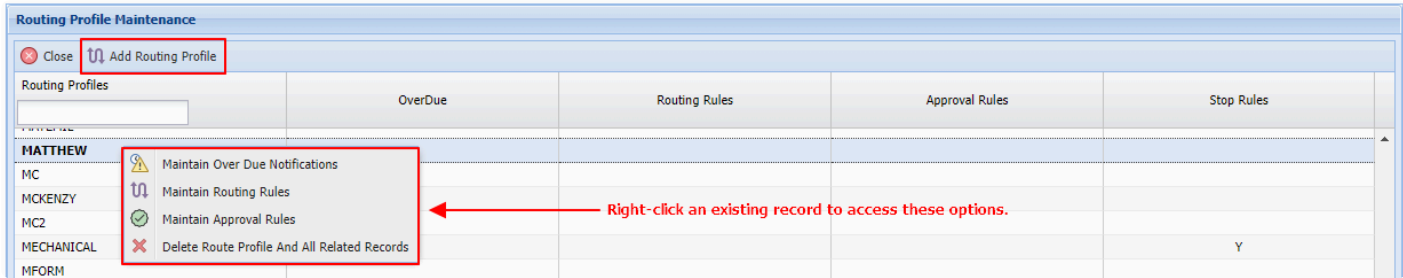 Routing Profile Maintenance
Close Add Routing Profile
Routing Profiles OverDue Routing Rules Approval Rules Stop Rules
MATTHEW
Maintain Over Due Notifications
MC
Maintain Routing Rules
MCKENZY
Maintain Approval Rules
Right-click an existing record to access these options.
MC2
MECHANICAL Delete Route Profile And All Related Records Y
MFORM